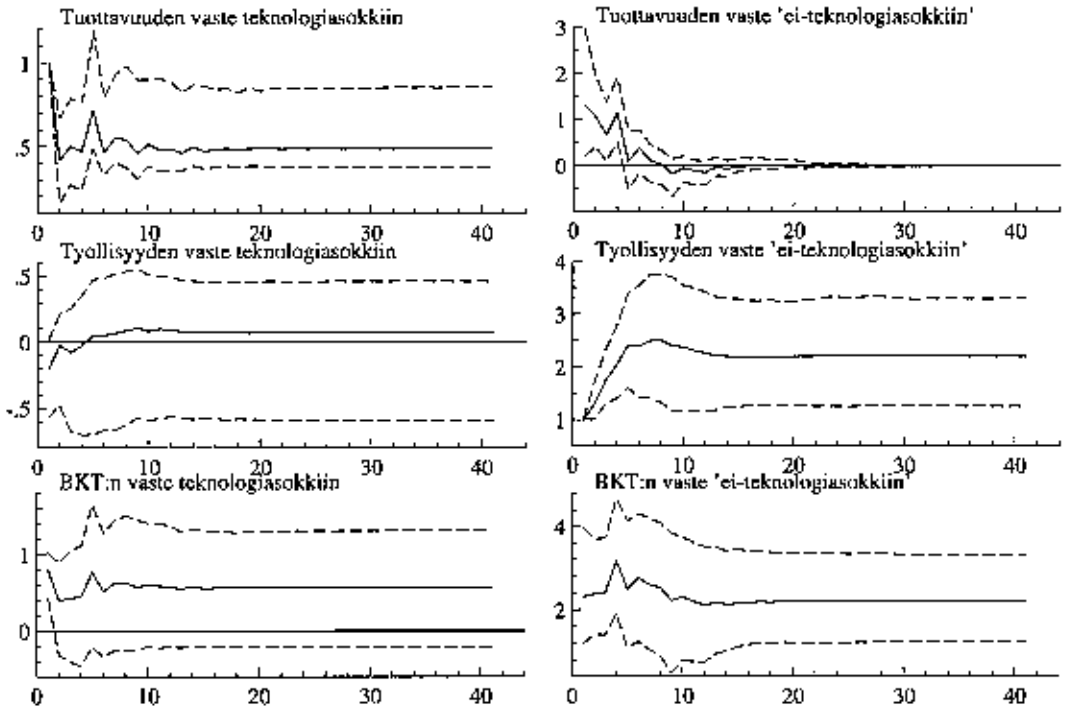 Tuottavuuden vaste teknologiasokkiin
1
.5
0 10 20 30 40
Tuottavuuden vaste 'ei-teknologiasokkiin'
3
2
1
0
0 10 20 30 40
Tyollisyyden vaste teknologiasokkiin
.5
0
-.5
0 10 20 30 40
Tyollisyyden vaste 'ei-teknologiasokkiin'
4
3
2
1
0 10 20 30 40
BKT:n vaste teknologiasokkiin
1
0
0 10 20 30 40
BKT:n vaste 'ei-teknologiasokkiin'
4
2
0 10 20 30 40